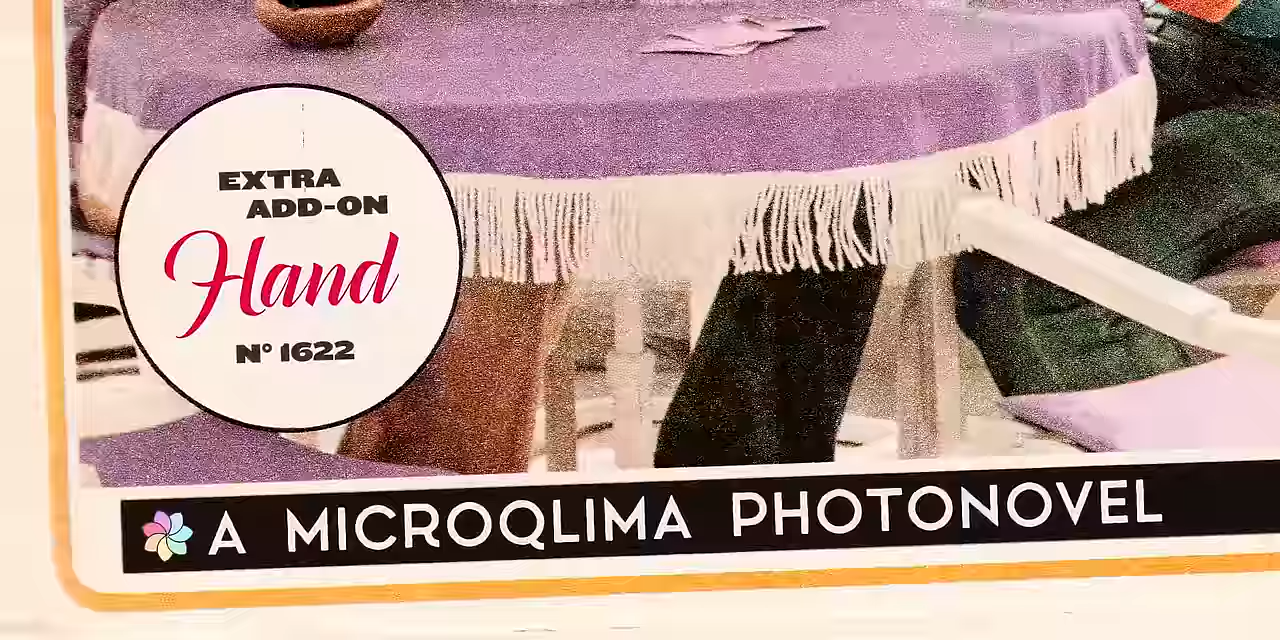 EXTRA
ADD-ON
Hand
N° 1622
A MICROQLIMA PHOTONOVEL